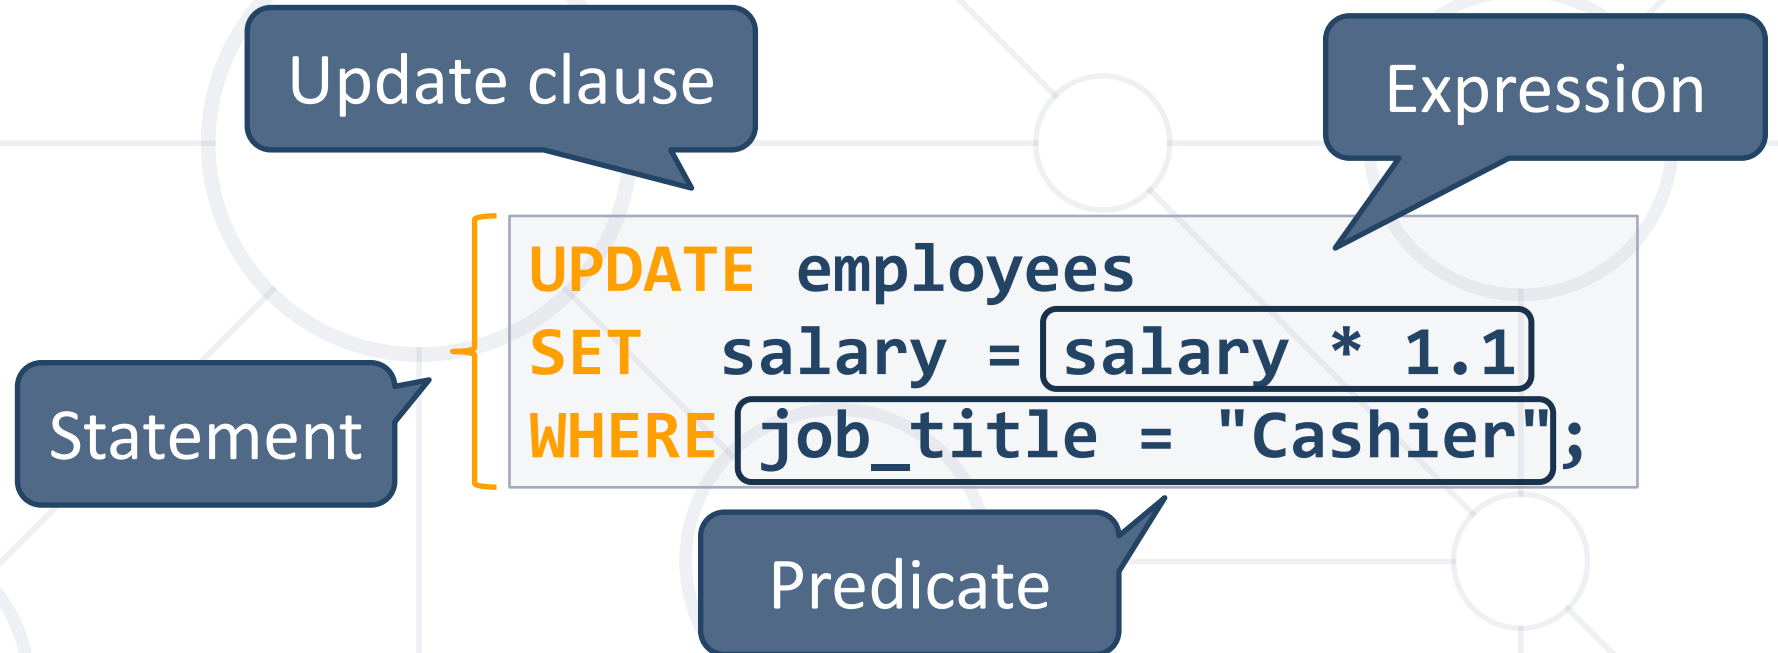 Update clause
Expression
UPDATE employees
SET salary = salary * 1.1
WHERE job_title = "Cashier";
Statement
Predicate